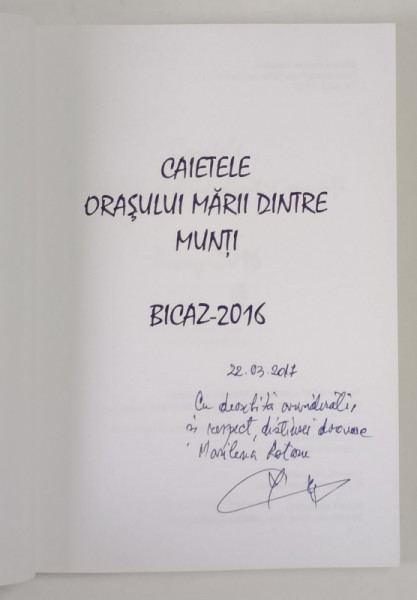 CAIETELE
ORAŞULUI MĂRII DINTRE
MUNŢI
BICAZ-2016
22.03.2017
Cu deosebită considerație
și respect, distinsei doamne
Marilena Rotaru